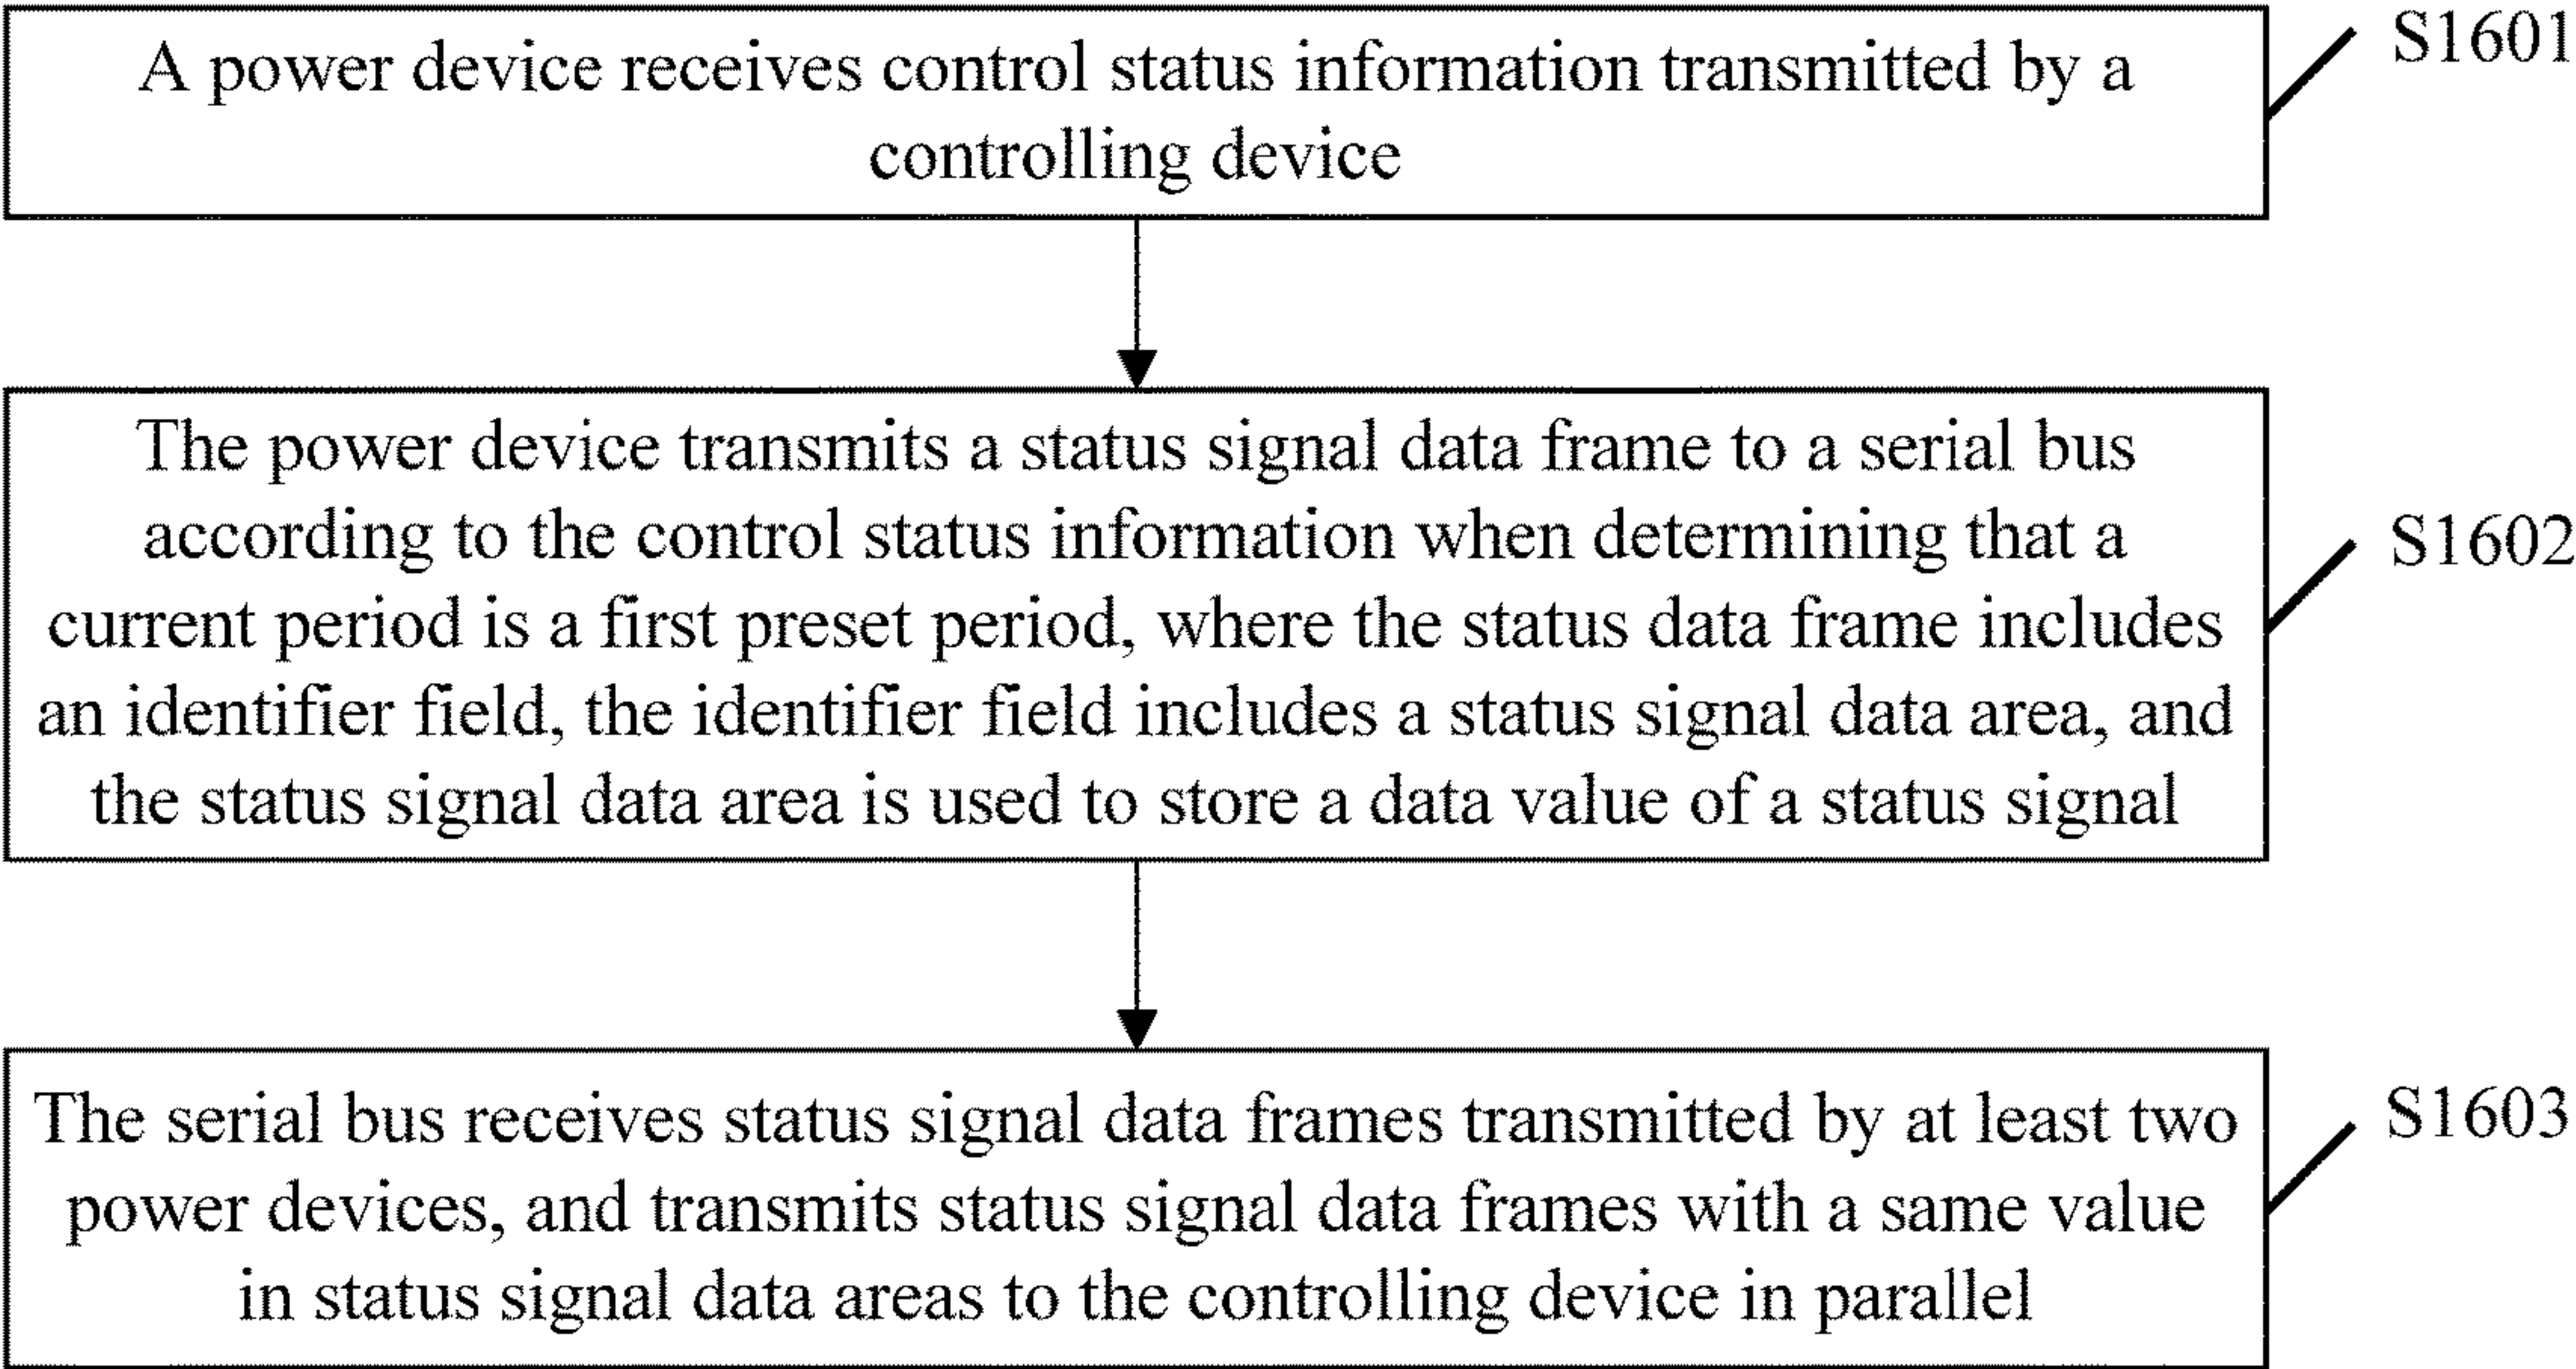 A power device receives control status information transmitted by a
controlling device
S1601
The power device transmits a status signal data frame to a serial bus
according to the control status information when determining that a
current period is a first preset period, where the status data frame includes
an identifier field, the identifier field includes a status signal data area, and
the status signal data area is used to store a data value of a status signal
S1602
The serial bus receives status signal data frames transmitted by at least two
power devices, and transmits status signal data frames with a same value
in status signal data areas to the controlling device in parallel
S1603